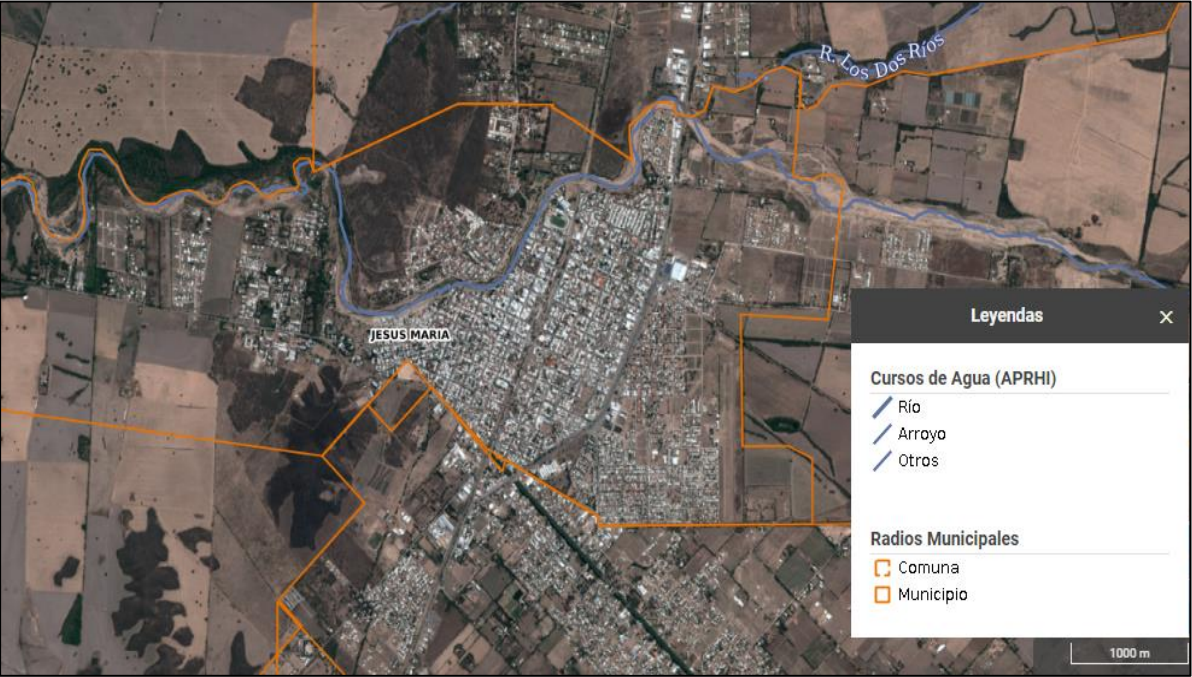 R. Los Dos Ríos
JESUS MARIA
Leyendas
×
Cursos de Agua (APRHI)
Río
Arroyo
Otros
Radios Municipales
Comuna
Municipio
1000 m